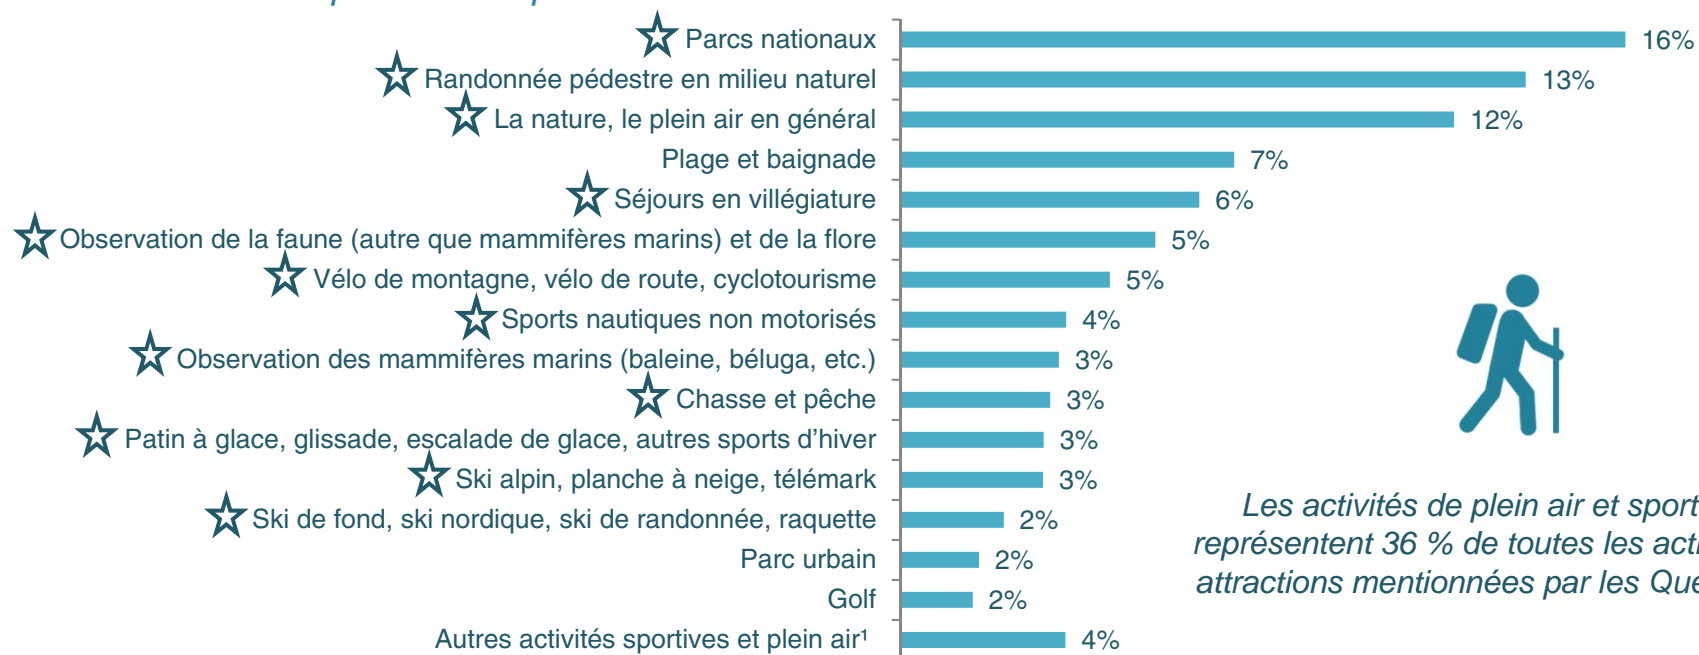 Parcs nationaux 16%
Randonnée pédestre en milieu naturel 13%
La nature, le plein air en général 12%
Plage et baignade 7%
Séjours en villégiature 6%
Observation de la faune (autre que mammifères marins) et de la flore 5%
Vélo de montagne, vélo de route, cyclotourisme 5%
Sports nautiques non motorisés 4%
Observation des mammifères marins (baleine, béluga, etc.) 3%
Chasse et pêche 3%
Patin à glace, glissade, escalade de glace, autres sports d’hiver 3%
Ski alpin, planche à neige, télémark 3%
Ski de fond, ski nordique, ski de randonnée, raquette 2%
Parc urbain 2%
Golf 2%
Autres activités sportives et plein air¹ 4%
Les activités de plein air et sport
représentent 36 % de toutes les acti
attractions mentionnées par les Qué